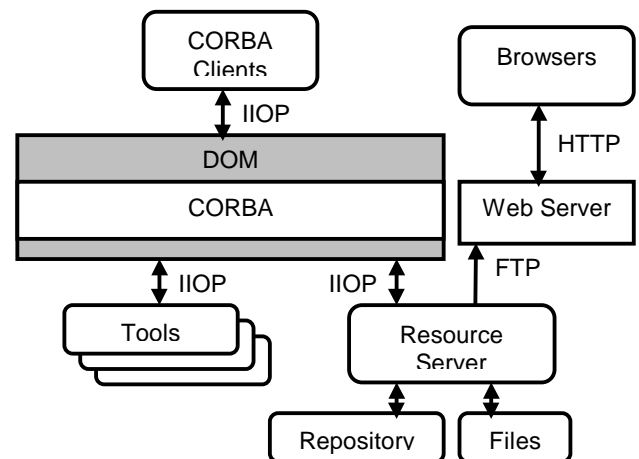 CORBA
Clients
Browsers
IIOP
HTTP
DOM
CORBA
Web Server
FTP
IIOP
IIOP
Tools
Resource
Server
Repository
Files